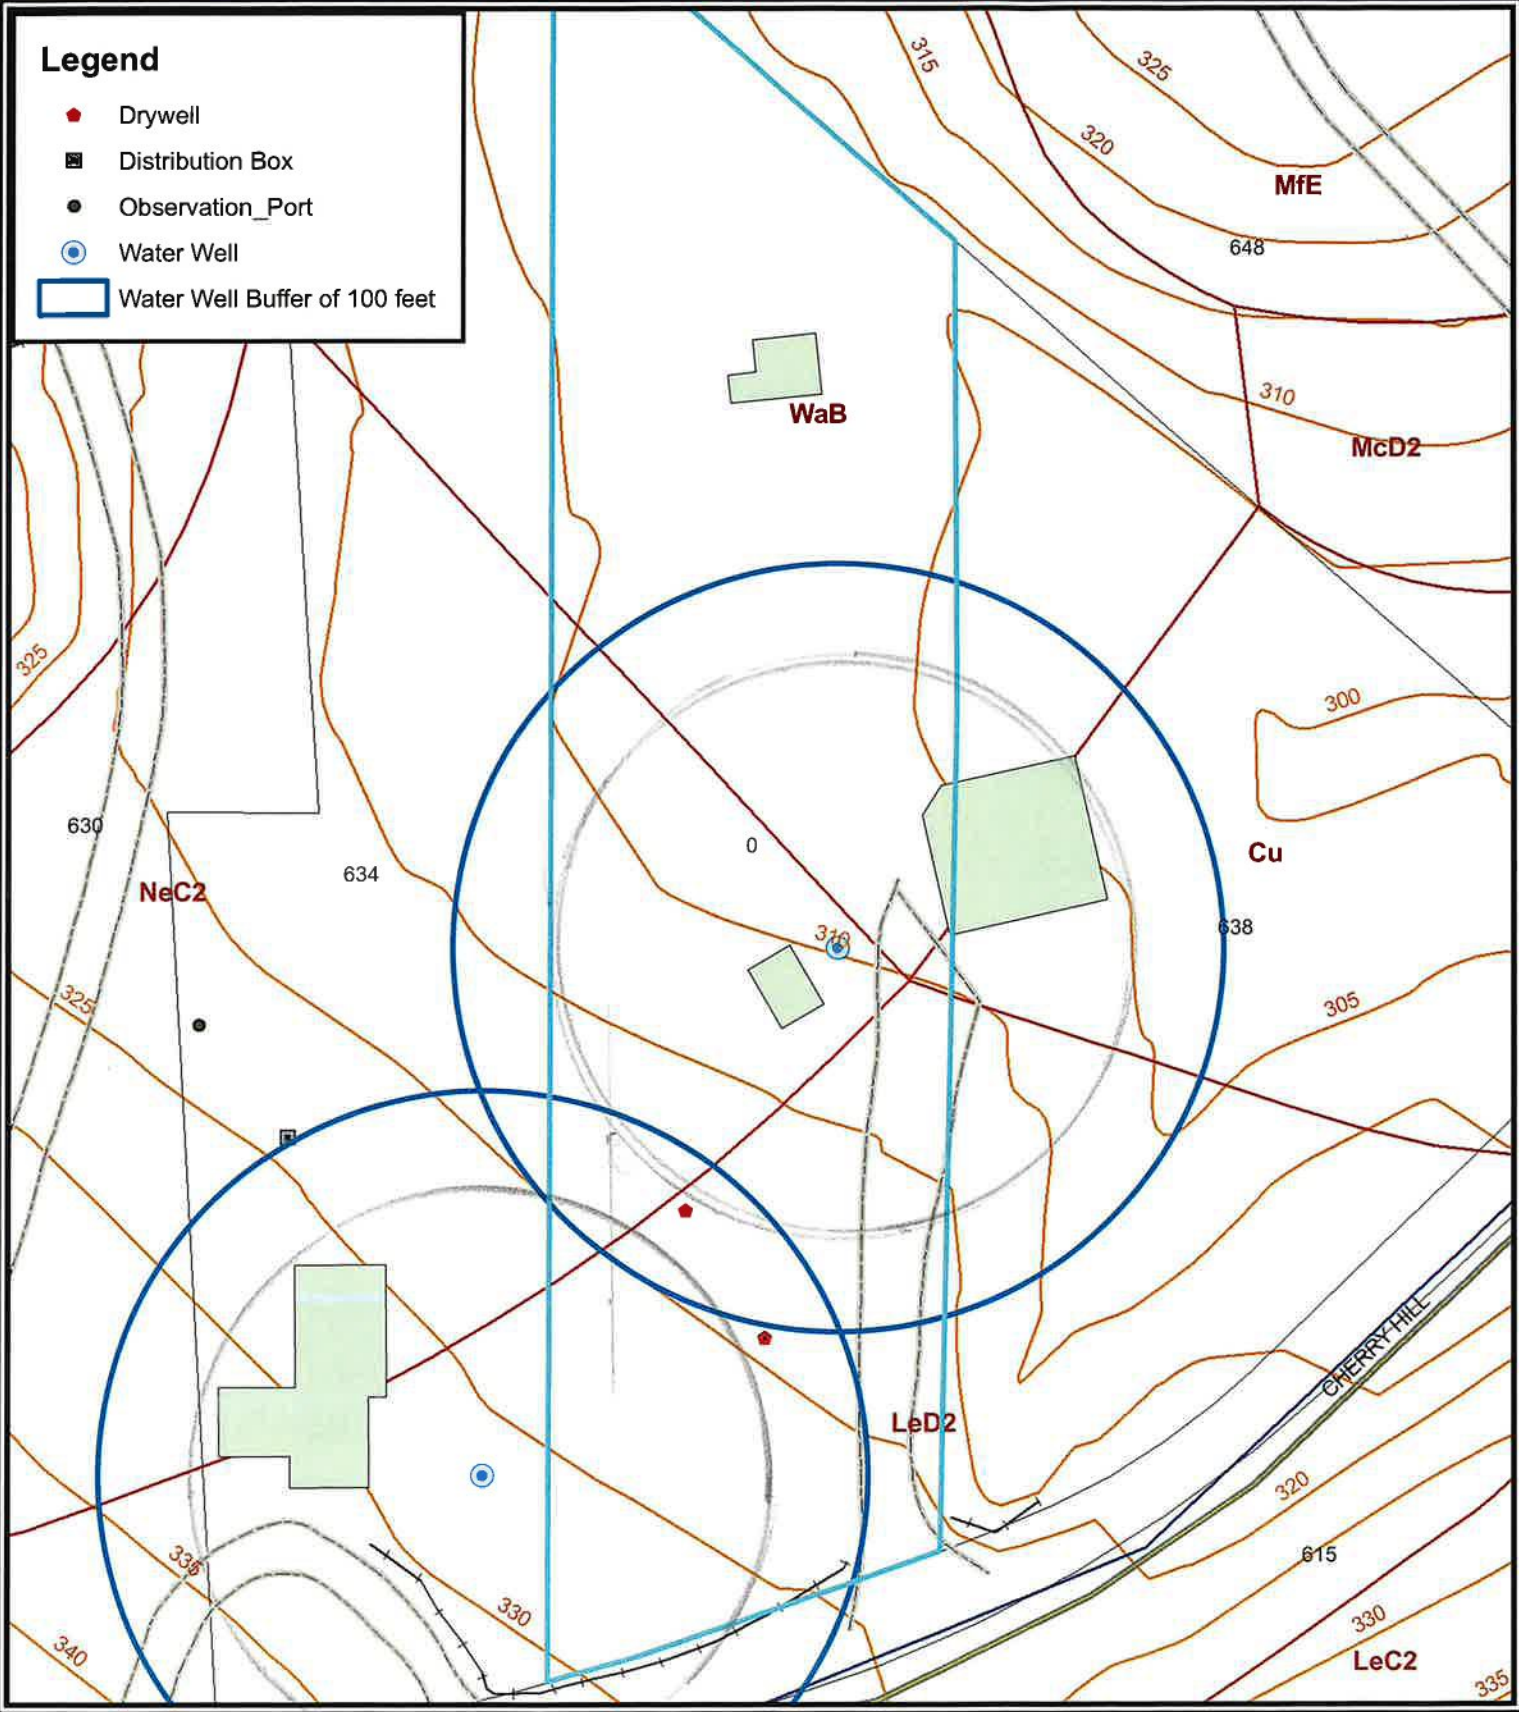 Legend
Drywell
Distribution Box
Observation_Port
Water Well
Water Well Buffer of 100 feet
315
325
320
MfE
648
310
WaB
McD2
325
300
630
0
Cu
634
NeC2
638
310
325
305
CHERRY HILL
LeD2
320
335
615
330
330
340
LeC2
335